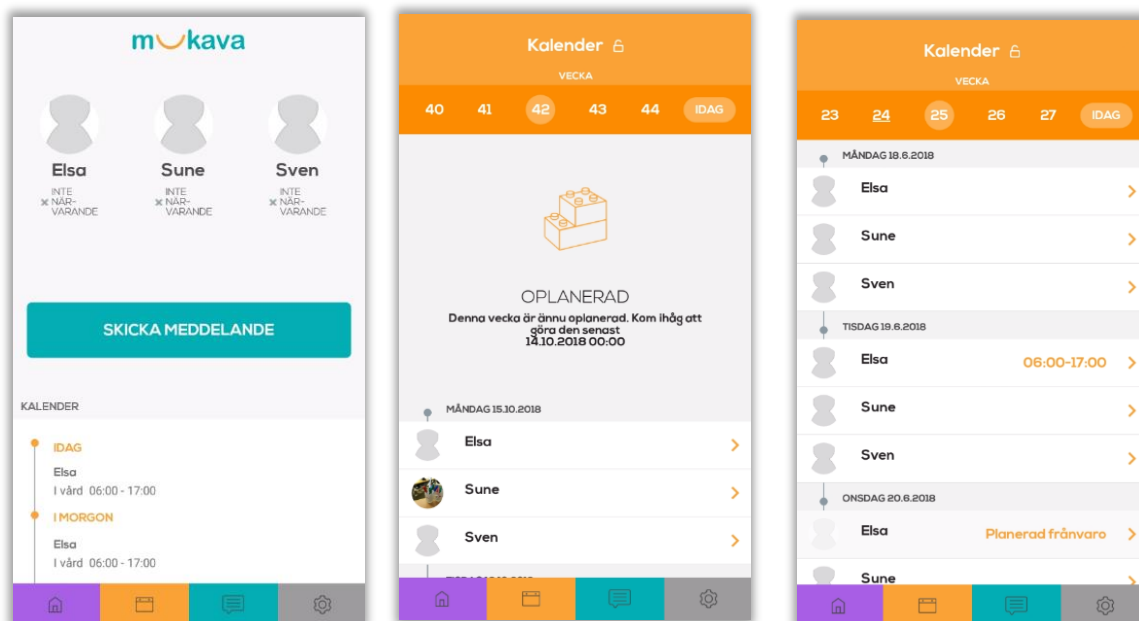 mukava
Elsa
Sune
Sven
INTE
NÄR-
VARANDE
INTE
NÄR-
VARANDE
INTE
NÄR-
VARANDE
SKICKA MEDDELANDE
KALENDER
IDAG
Elsa
I vård 06:00 - 17:00
I MORGON
Elsa
I vård 06:00 - 17:00
Kalender
VECKA
40 41 42 43 44 IDAG
OPLANERAD
Denna vecka är ännu oplanerad. Kom ihåg att
göra den senast
14.10.2018 00:00
MÅNDAG 15.10.2018
Elsa
Sune
Sven
Kalender
VECKA
23 24 25 26 27 IDAG
MÅNDAG 18.6.2018
Elsa
Sune
Sven
TISDAG 19.6.2018
Elsa 06:00-17:00
Sune
Sven
ONSDAG 20.6.2018
Elsa Planerad frånvaro
Sune